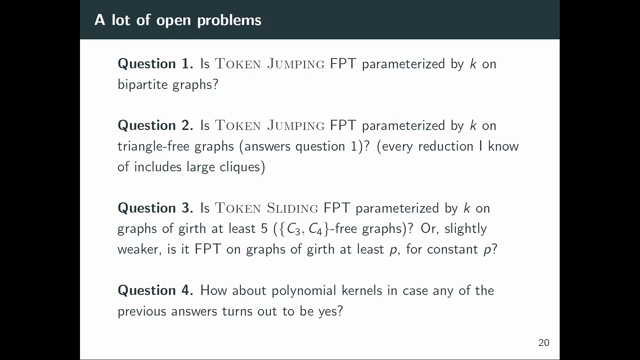 A lot of open problems
Question 1. Is Token Jumping FPT parameterized by k on
bipartite graphs?
Question 2. Is Token Jumping FPT parameterized by k on
triangle-free graphs (answers question 1)? (every reduction I know
of includes large cliques)
Question 3. Is Token Sliding FPT parameterized by k on
graphs of girth at least 5 ({C₃, C₄}-free graphs)? Or, slightly
weaker, is it FPT on graphs of girth at least p, for constant p?
Question 4. How about polynomial kernels in case any of the
previous answers turns out to be yes?
20